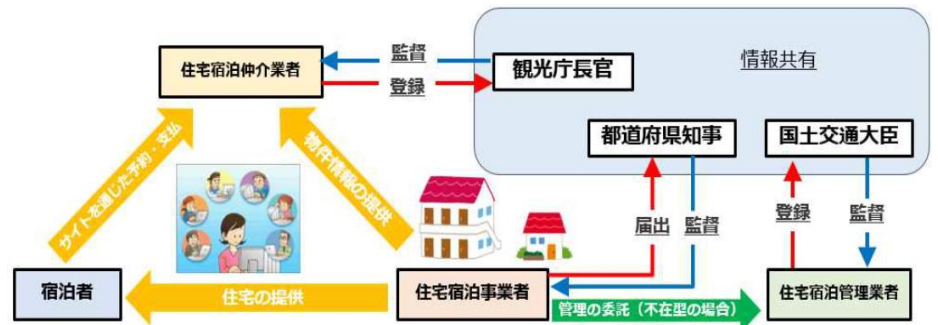 住宅宿泊仲介業者
監督
登録
観光庁長官
情報共有
都道府県知事
国土交通大臣
サイトを通じた予約・支払
物件情報の提供
届出
監督
登録
監督
宿泊者
住宅の提供
住宅宿泊事業者
管理の委託（不在型の場合）
住宅宿泊管理業者